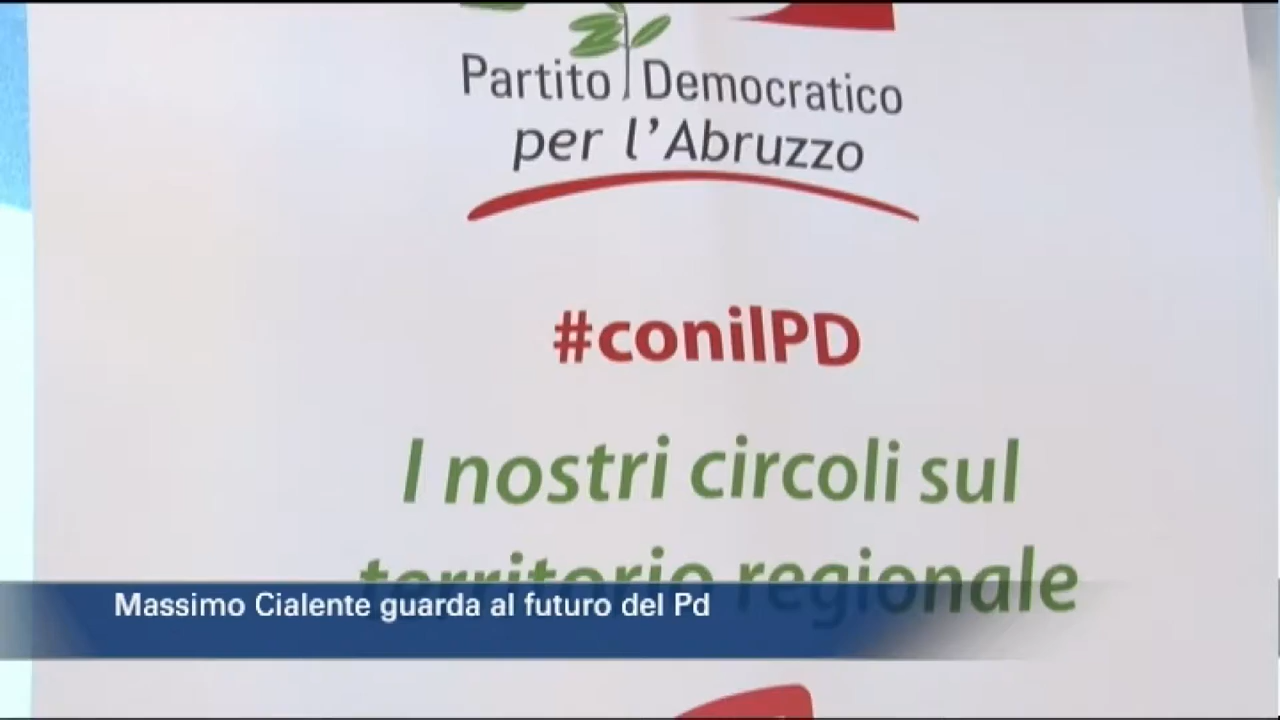 Partito Democratico
per l'Abruzzo
#conilPD
I nostri circoli sul
territorio regionale
Massimo Cialente guarda al futuro del Pd